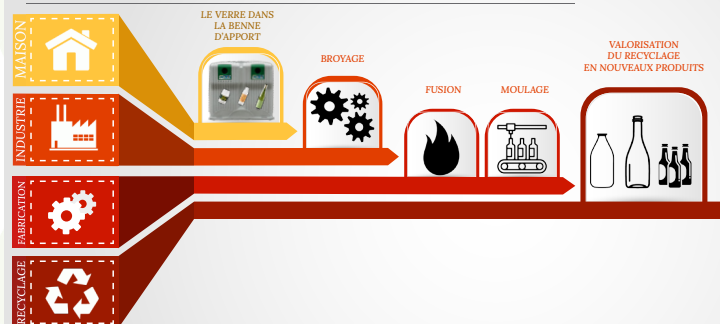 MAISON
INDUSTRIE
FABRICATION
RECYCLAGE
LE VERRE DANS
LA BENNE
D'APPORT
BROYAGE
FUSION
MOULAGE
VALORISATION
DU RECYCLAGE
EN NOUVEAUX PRODUITS